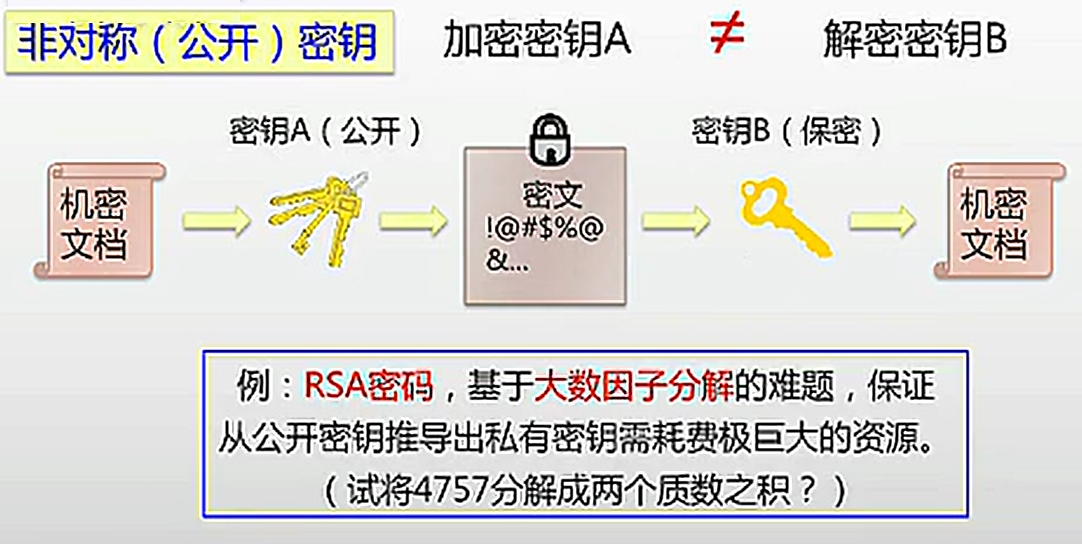 非对称（公开）密钥
加密密钥A ≠ 解密密钥B
密钥A（公开）
密钥B（保密）
机密
文档
密文
!@#$%@
&...
机密
文档
例：RSA密码，基于大数因子分解的难题，保证
从公开密钥推导出私有密钥需耗费极巨大的资源。
（试将4757分解成两个质数之积？）